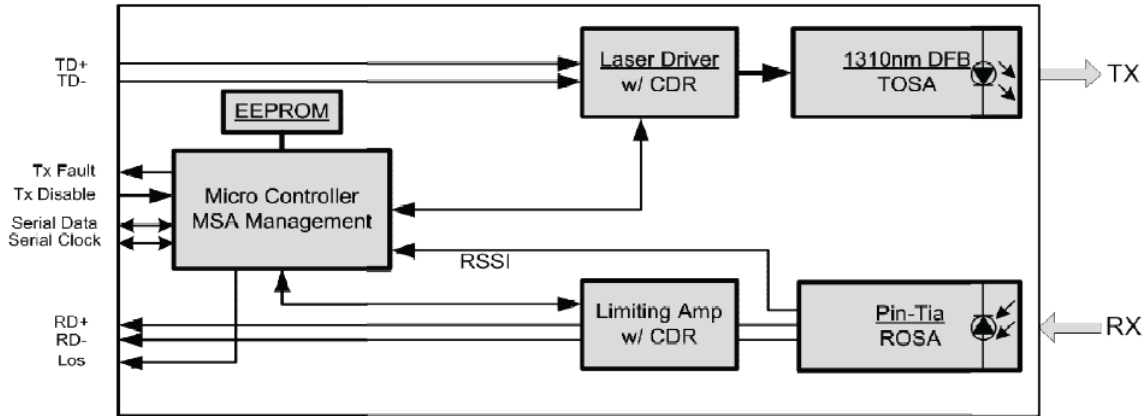 TD+
TD-
Laser Driver
w/ CDR
1310nm DFB
TOSA
TX
EEPROM
Tx Fault
Tx Disable
Serial Data
Serial Clock
Micro Controller
MSA Management
RSSI
RD+
RD-
Los
Limiting Amp
w/ CDR
Pin-Tia
ROSA
RX